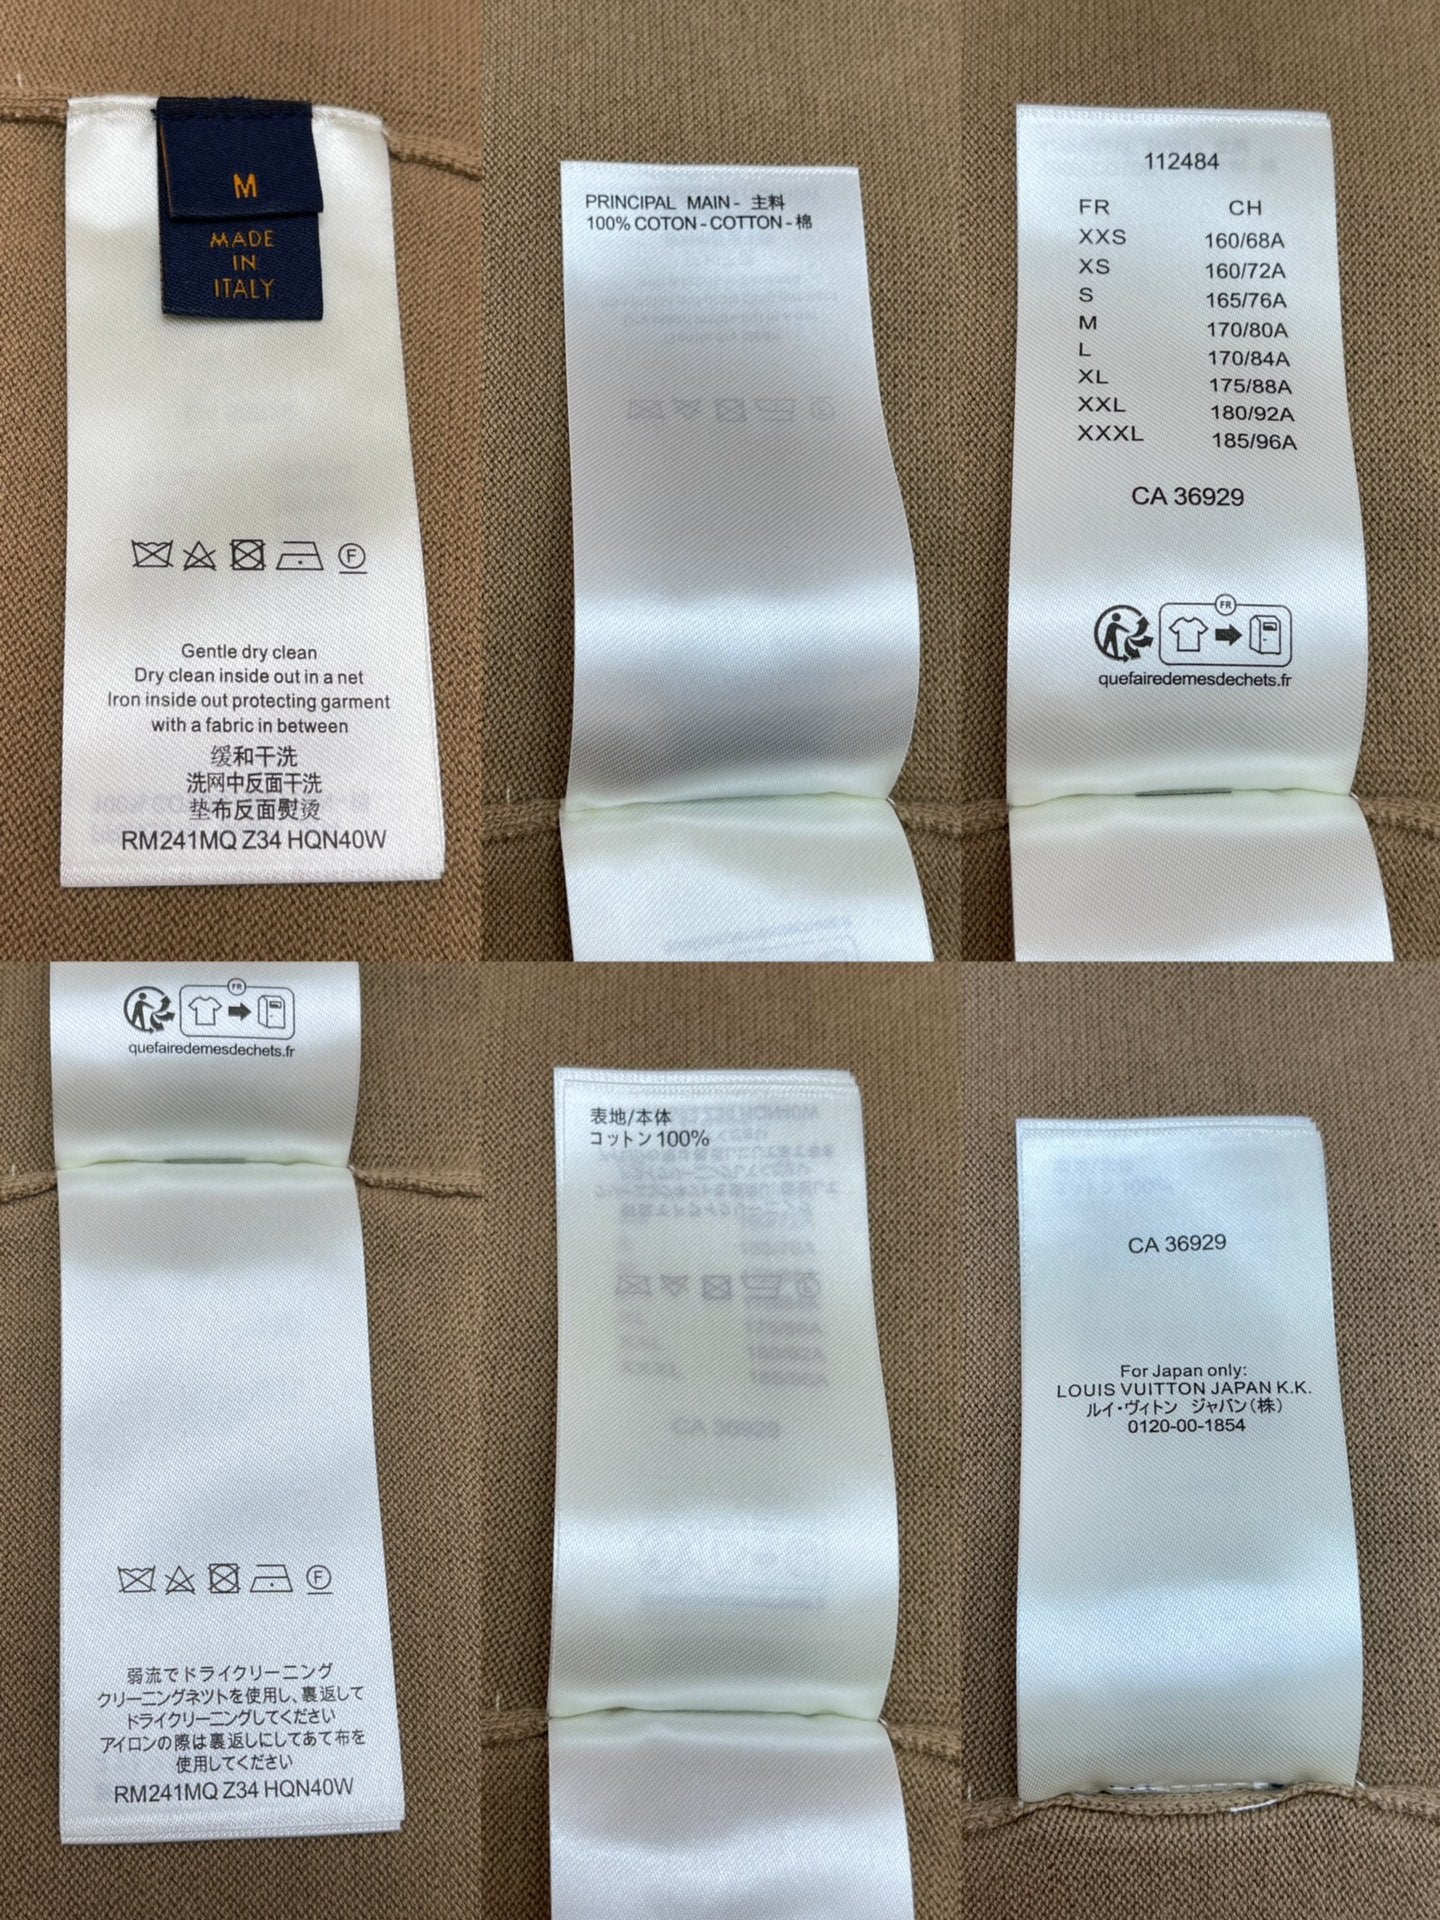 M
MADE
IN
ITALY
F
Gentle dry clean
Dry clean inside out in a net
Iron inside out protecting garment
with a fabric in between
缓和干洗
洗网中反面干洗
垫布反面熨烫
RM241MQ Z34 HQN40W
PRINCIPAL MAIN - 主料
100% COTON - COTTON - 棉
112484
FR CH
XXS 160/68A
XS 160/72A
S 165/76A
M 170/80A
L 170/84A
XL 175/88A
XXL 180/92A
XXXL 185/96A
CA 36929
FR
quefairedemesdechets.fr
FR
quefairedemesdechets.fr
F
弱流でドライクリーニング
クリーニングネツトを使用し、裏返して
ドライクリーニングしてください
アイロンの際は裏返しにしてあて布を
使用してください
RM241MQ Z34 HQN40W
表地/本体
コットン100%
CA 36929
For Japan only:
LOUIS VUITTON JAPAN K.K.
ルイ・ヴィトン ジャパン(株)
0120-00-1854